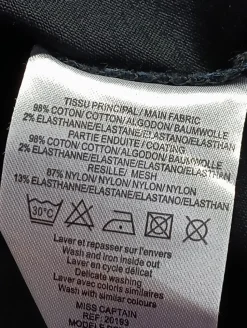 TISSU PRINCIPAL/MAIN FABRIC
98% COTON/COTTON/ALGODON/BAUMWOLLE
2% ELASTHANNE/ELASTANE/ELASTANO/ELASTHAN
PARTIE ENDUITE/COATING
98% COTON/COTTON/ALGODON/BAUMWOLLE
2% ELASTHANNE/ELASTANE/ELASTANO/ELASTHAN
RESILLE/ MESH
87% NYLON/NYLON/NYLON/NYLON
13% ELASTHANNE/ELASTANE/ELASTANO/ELASTHAN
30°C
Laver et repasser sur l'envers
Wash and iron inside out
Laver en cycle délicat
Delicate washing
Laver avec coloris similaires
Wash with similar colours
MISS CAPTAIN
REF: 20193